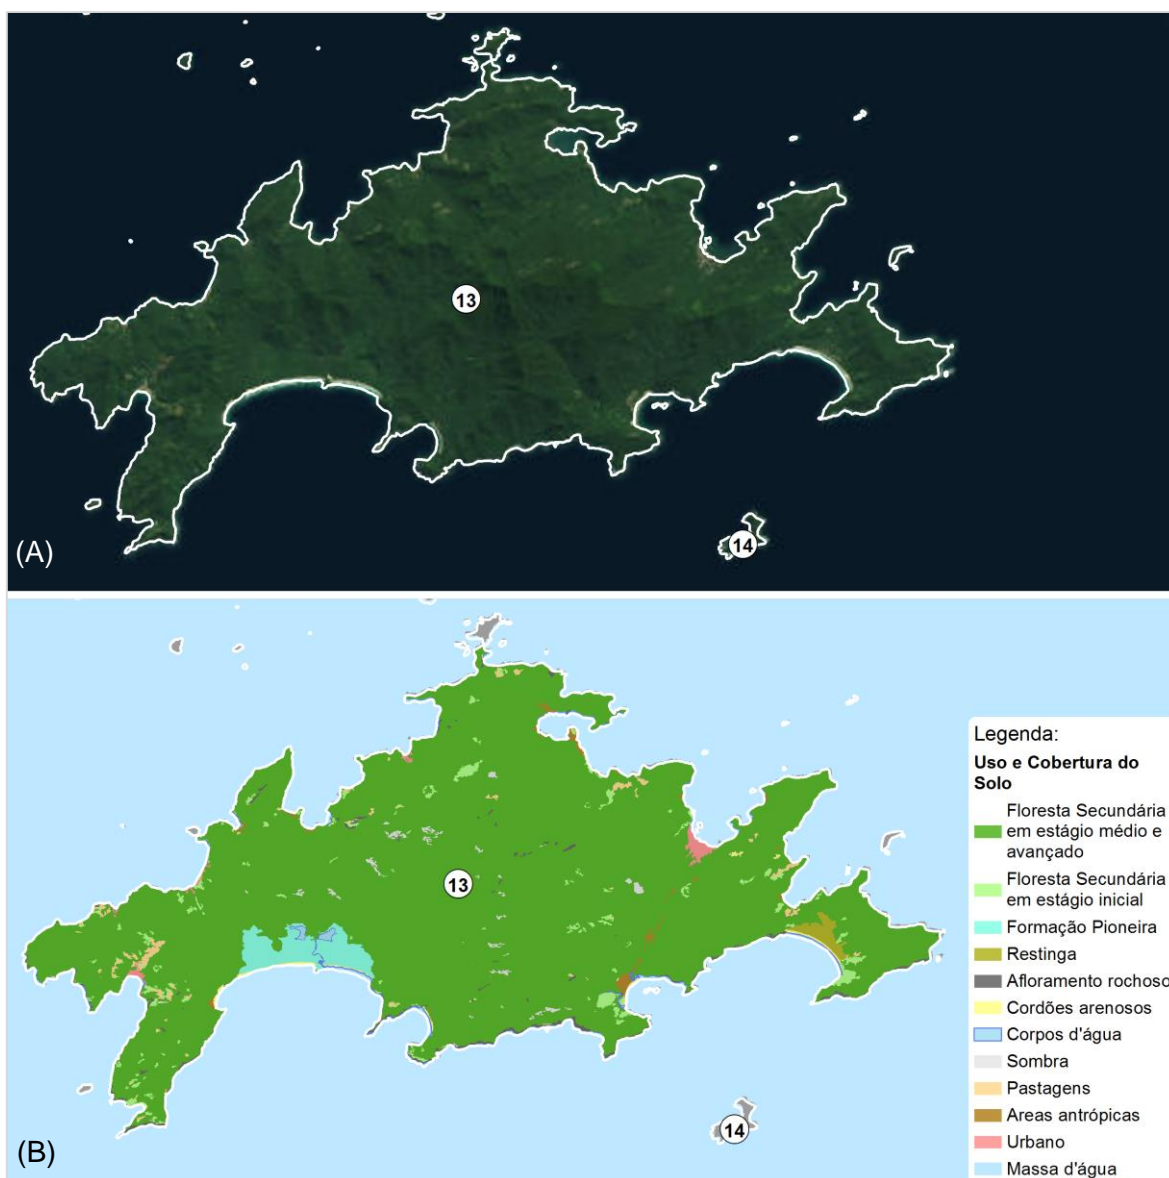 13
14
(A)
13
14
(B)
Legenda:
Uso e Cobertura do
Solo
Floresta Secundária
em estágio médio e
avançado
Floresta Secundária
em estágio inicial
Formação Pioneira
Restinga
Afloramento rochoso
Cordões arenosos
Corpos d'água
Sombra
Pastagens
Areas antrópicas
Urbano
Massa d'água